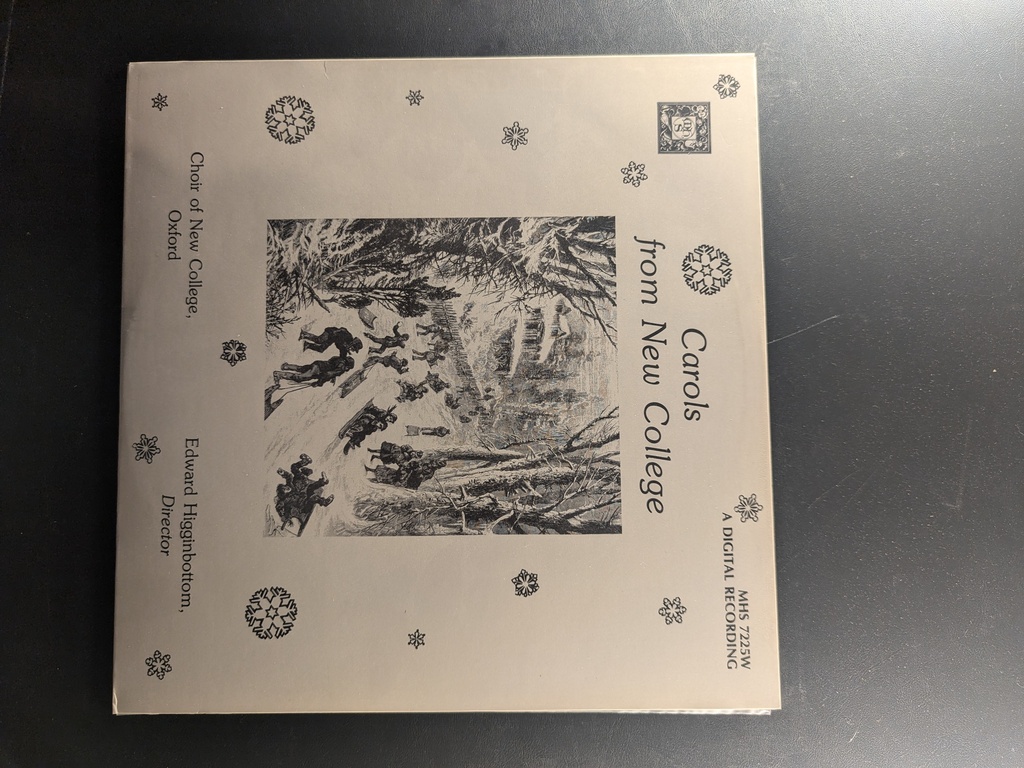 MHS 7225W
A DIGITAL RECORDING
Carols
from New College
Choir of New College,
Oxford
Edward Higginbottom,
Director